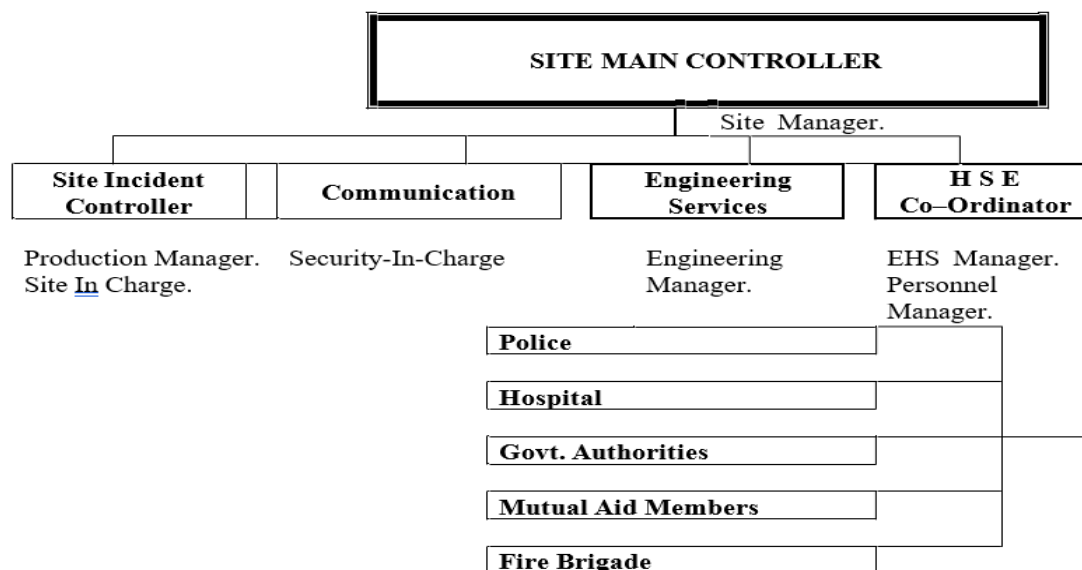 SITE MAIN CONTROLLER
Site Manager.
Site Incident
Controller
Communication
Engineering
Services
H S E
Co–Ordinator
Production Manager.
Site In Charge.
Security-In-Charge
Engineering
Manager.
EHS Manager.
Personnel
Manager.
Police
Hospital
Govt. Authorities
Mutual Aid Members
Fire Brigade